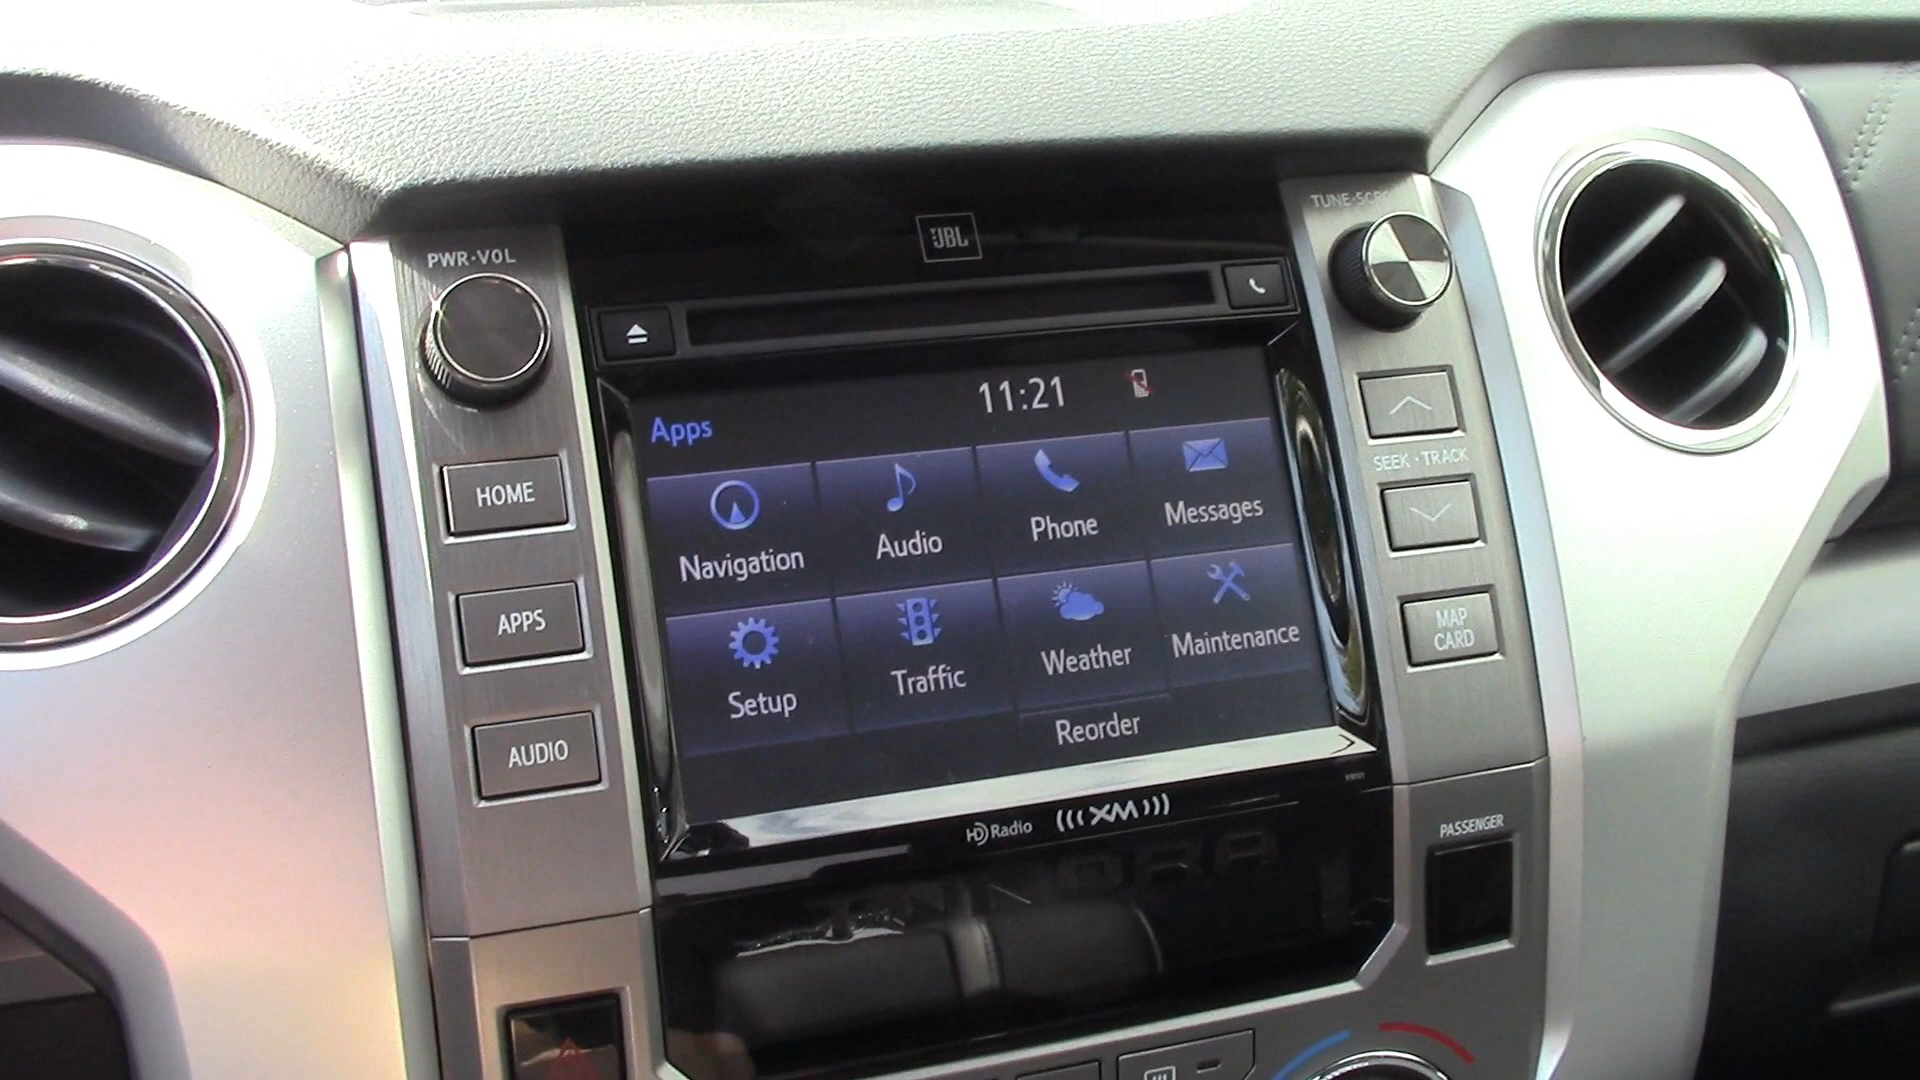 JBL
TUNE·SCR
PWR·VOL
11:21
Apps
HOME
Navigation
Audio
Phone
Messages
SEEK·TRACK
APPS
Setup
Traffic
Weather
Maintenance
MAP
CARD
AUDIO
Reorder
HD Radio
(((XM)))
PASSENGER